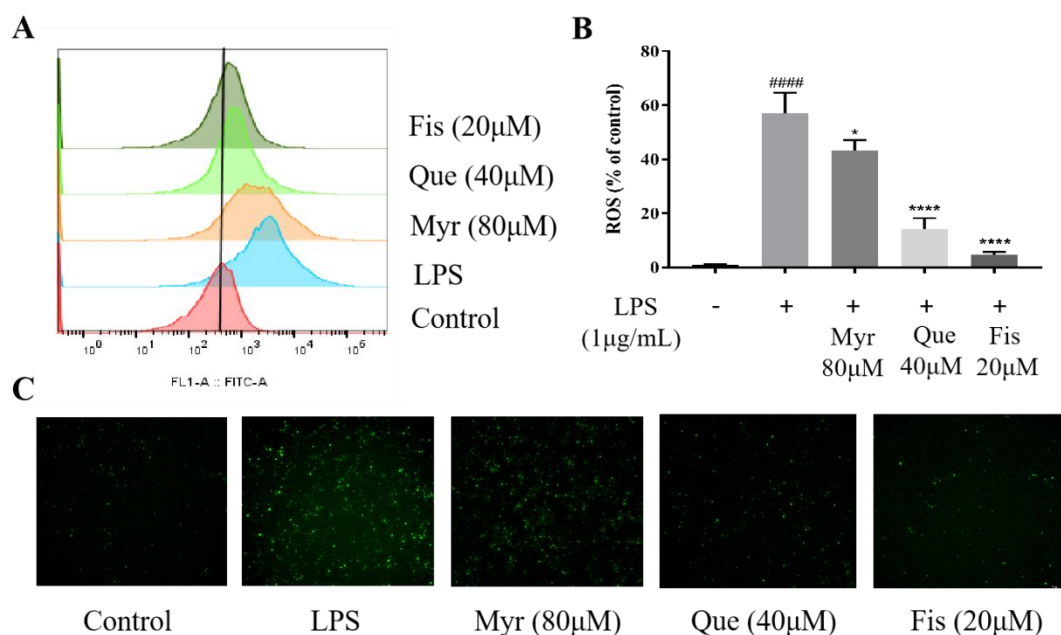 A
Fis (20μM)
Que (40μM)
Myr (80μM)
LPS
Control
10^0 10^1 10^2 10^3 10^4 10^5 10^6
FL1-A :: FITC-A
B
80
60
40
20
0
ROS (% of control)
####
*
****
****
LPS - + + + +
(1μg/mL) Myr Que Fis
80μM 40μM 20μM
C
Control LPS Myr (80μM) Que (40μM) Fis (20μM)